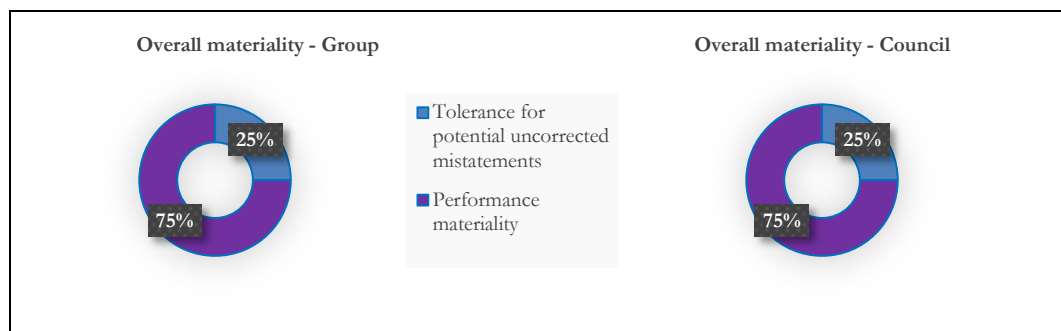 Overall materiality - Group
Overall materiality - Council
25%
75%
Tolerance for
potential uncorrected
mistatements
Performance
materiality
25%
75%